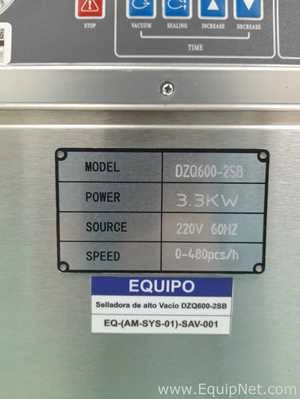 STOP
VACUUM SEALING INCREASE DECREASE
TIME
MODEL DZQ600-2SB
POWER 3.3KW
SOURCE 220V 60HZ
SPEED 0-480pcs/h
EQUIPO
Selladora de alto Vacio DZQ600-2SB
EQ-(AM-SYS-01)-SAV-001
www.EquipNet.com